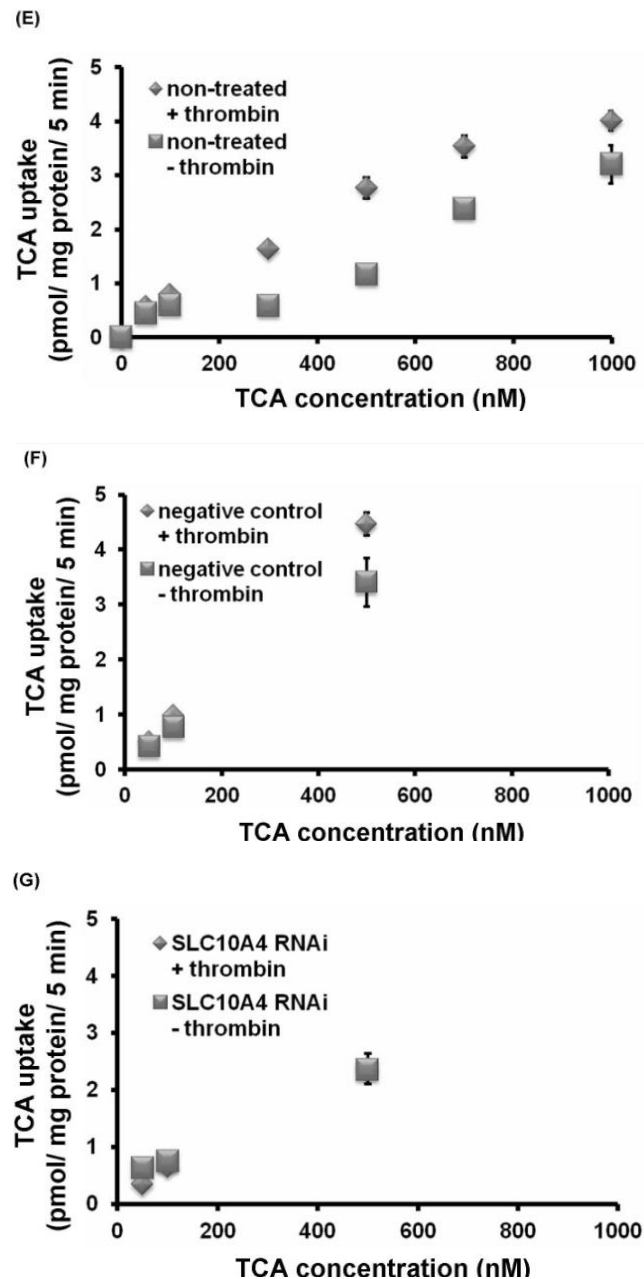 (E)
5
4
3
2
1
0
non-treated
+ thrombin
non-treated
- thrombin
TCA uptake
(pmol/ mg protein/ 5 min)
0 200 400 600 800 1000
TCA concentration (nM)
(F)
5
4
3
2
1
0
negative control
+ thrombin
negative control
- thrombin
TCA uptake
(pmol/ mg protein/ 5 min)
0 200 400 600 800 1000
TCA concentration (nM)
(G)
5
4
3
2
1
0
SLC10A4 RNAi
+ thrombin
SLC10A4 RNAi
- thrombin
TCA uptake
(pmol/ mg protein/ 5 min)
0 200 400 600 800 1000
TCA concentration (nM)